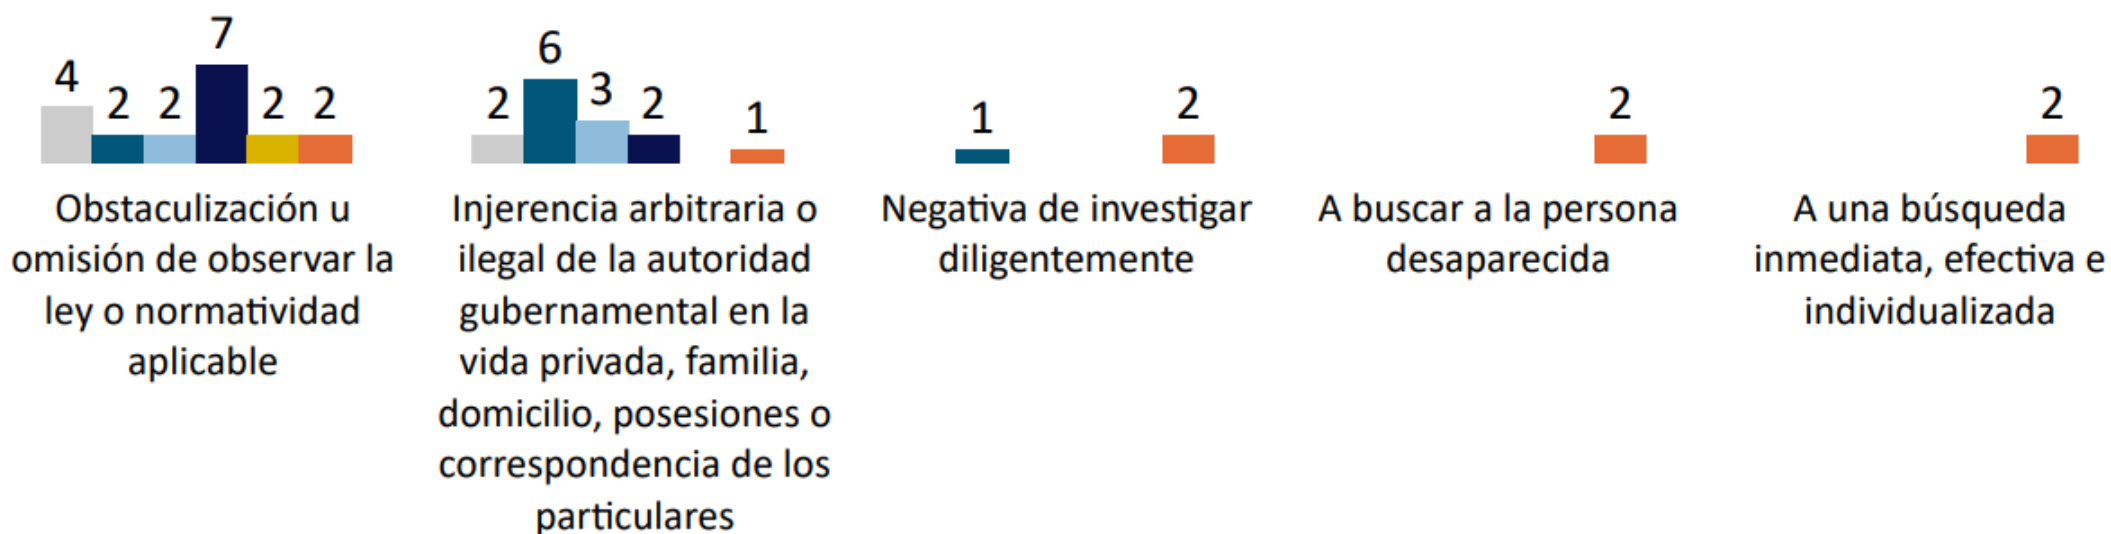 4 2 2 7 2 2
Obstaculización u
omisión de observar la
ley o normatividad
aplicable
2 6 3 2 1
Injerencia arbitraria o
ilegal de la autoridad
gubernamental en la
vida privada, familia,
domicilio, posesiones o
correspondencia de los
particulares
1 2
Negativa de investigar
diligentemente
2
A buscar a la persona
desaparecida
2
A una búsqueda
inmediata, efectiva e
individualizada